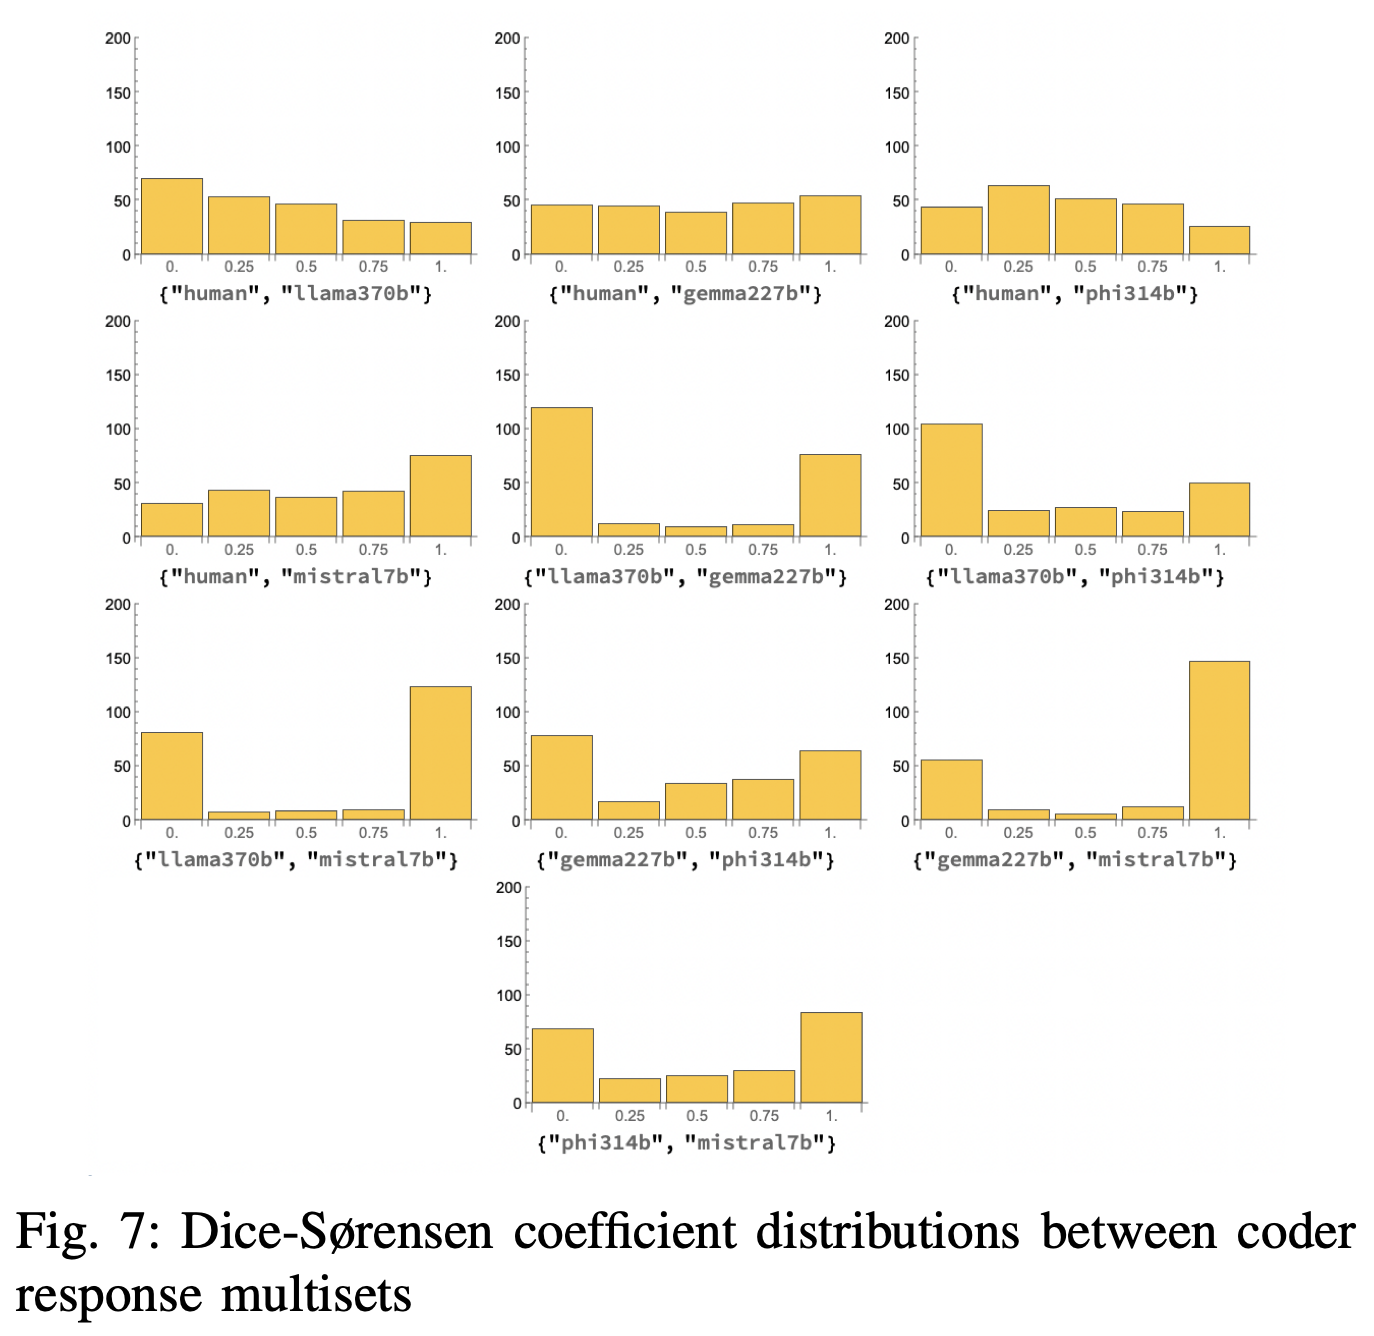 200
150
100
50
0
0. 0.25 0.5 0.75 1.
{"human", "llama370b"}
200
150
100
50
0
0. 0.25 0.5 0.75 1.
{"human", "gemma227b"}
200
150
100
50
0
0. 0.25 0.5 0.75 1.
{"human", "phi314b"}
200
150
100
50
0
0. 0.25 0.5 0.75 1.
{"human", "mistral7b"}
200
150
100
50
0
0. 0.25 0.5 0.75 1.
{"llama370b", "gemma227b"}
200
150
100
50
0
0. 0.25 0.5 0.75 1.
{"llama370b", "phi314b"}
200
150
100
50
0
0. 0.25 0.5 0.75 1.
{"llama370b", "mistral7b"}
200
150
100
50
0
0. 0.25 0.5 0.75 1.
{"gemma227b", "phi314b"}
200
150
100
50
0
0. 0.25 0.5 0.75 1.
{"gemma227b", "mistral7b"}
200
150
100
50
0
0. 0.25 0.5 0.75 1.
{"phi314b", "mistral7b"}
Fig. 7: Dice-Sørensen coefficient distributions between coder
response multisets